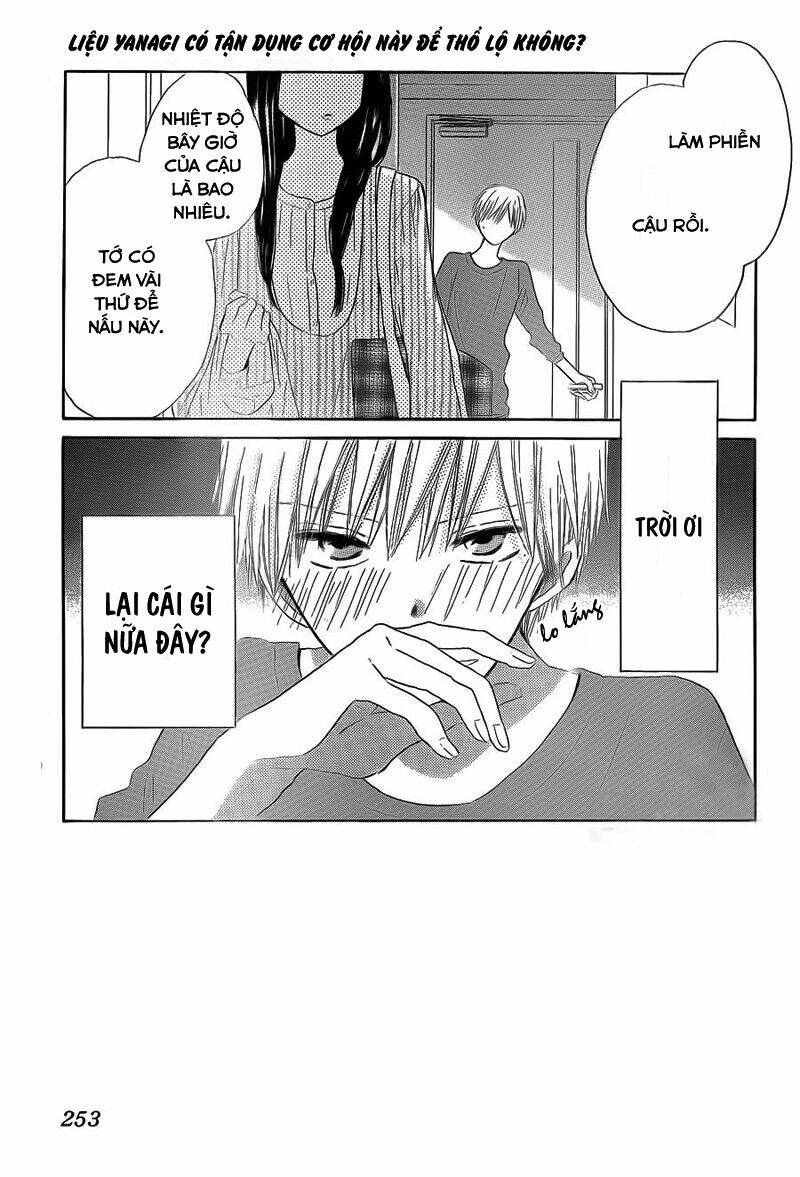 LIỆU YANAGI CÓ TẬN DỤNG CƠ HỘI NÀY ĐỂ THỔ LỘ KHÔNG?
LÀM PHIỀN
CẬU RỒI.
NHIỆT ĐỘ
BÂY GIỜ
CỦA CẬU
LÀ BAO
NHIÊU.
TỚ CÓ
ĐEM VÀI
THỨ ĐỂ
NẤU NÀY.
TRỜI ƠI
lo lắng
LẠI CÁI GÌ
NỮA ĐÂY?
253